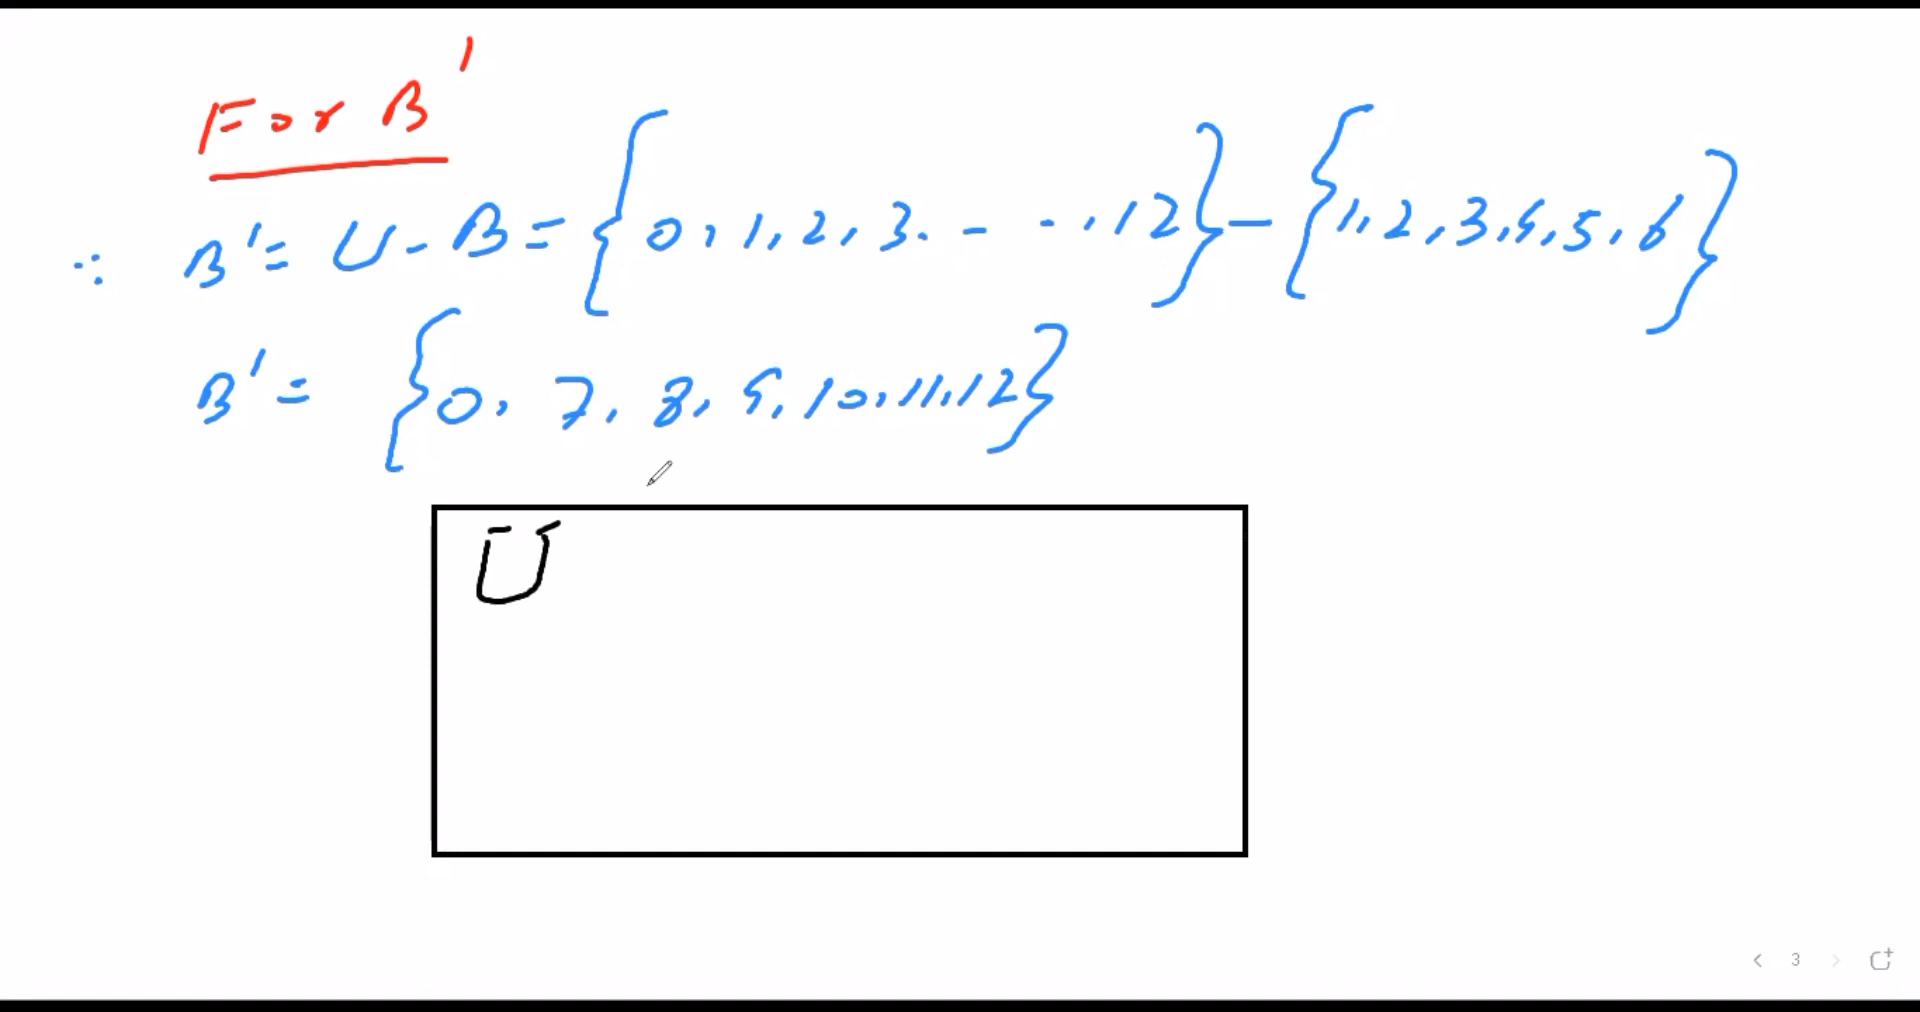 For B'
∵ B' = U - B = {0, 1, 2, 3. - - ., 12} - {1, 2, 3, 4, 5, 6}
B' = {0, 7, 8, 9, 10, 11, 12}
U
3